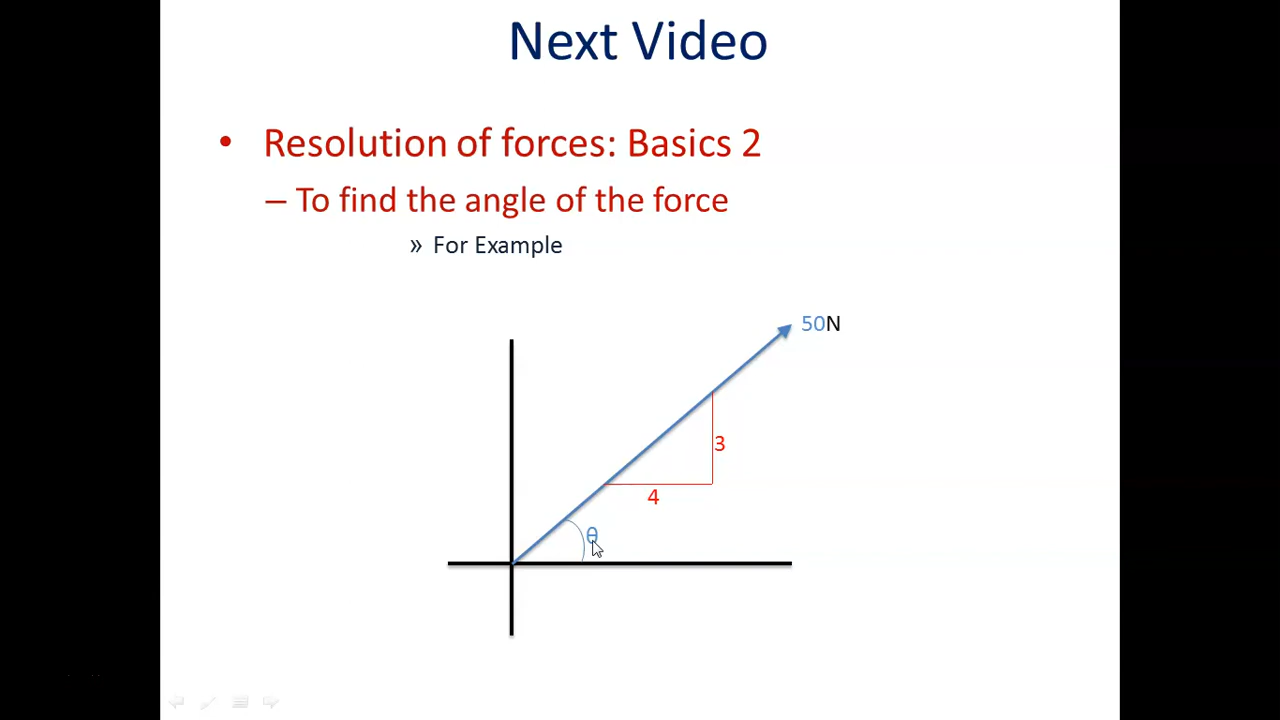 Next Video
• Resolution of forces: Basics 2
– To find the angle of the force
» For Example
50N
3
4
θ